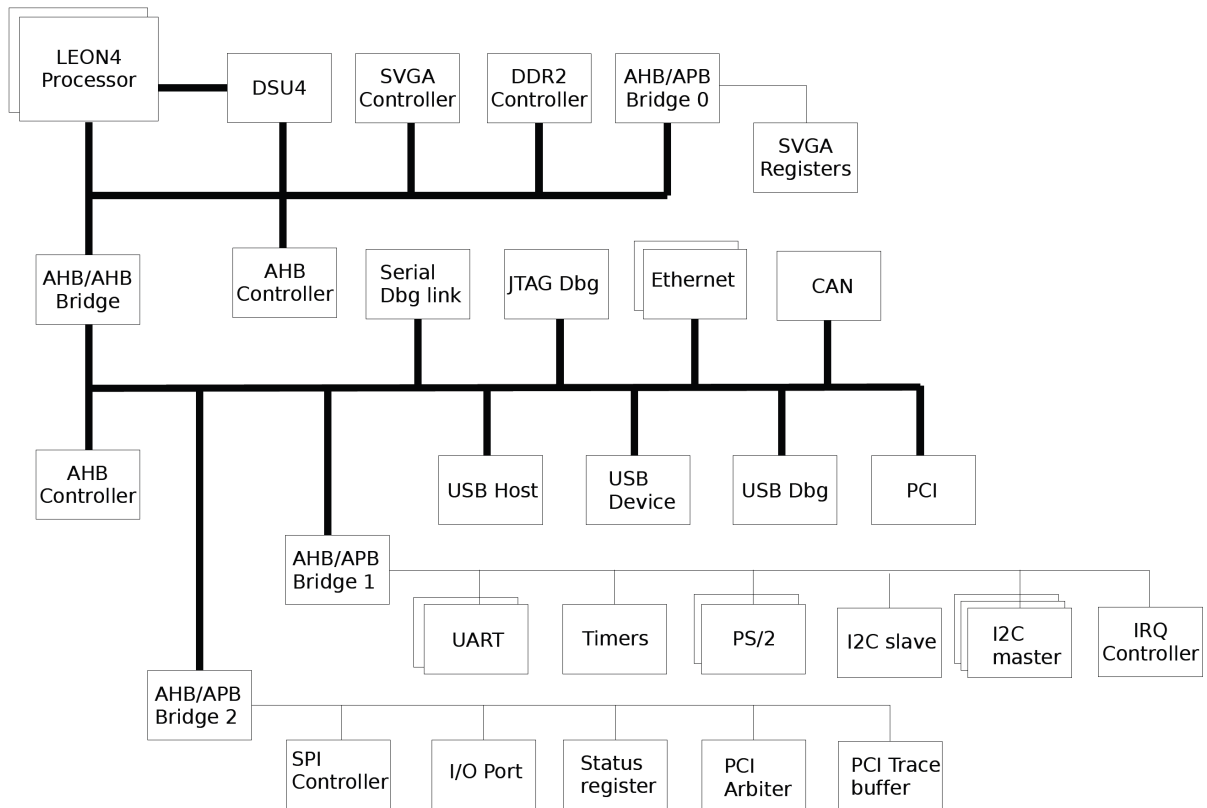 LEON4
Processor
DSU4
SVGA
Controller
DDR2
Controller
AHB/APB
Bridge 0
SVGA
Registers
AHB/AHB
Bridge
AHB
Controller
Serial
Dbg link
JTAG Dbg
Ethernet
CAN
AHB
Controller
USB Host
USB
Device
USB Dbg
PCI
AHB/APB
Bridge 1
UART
Timers
PS/2
I2C slave
I2C
master
IRQ
Controller
AHB/APB
Bridge 2
SPI
Controller
I/O Port
Status
register
PCI
Arbiter
PCI Trace
buffer